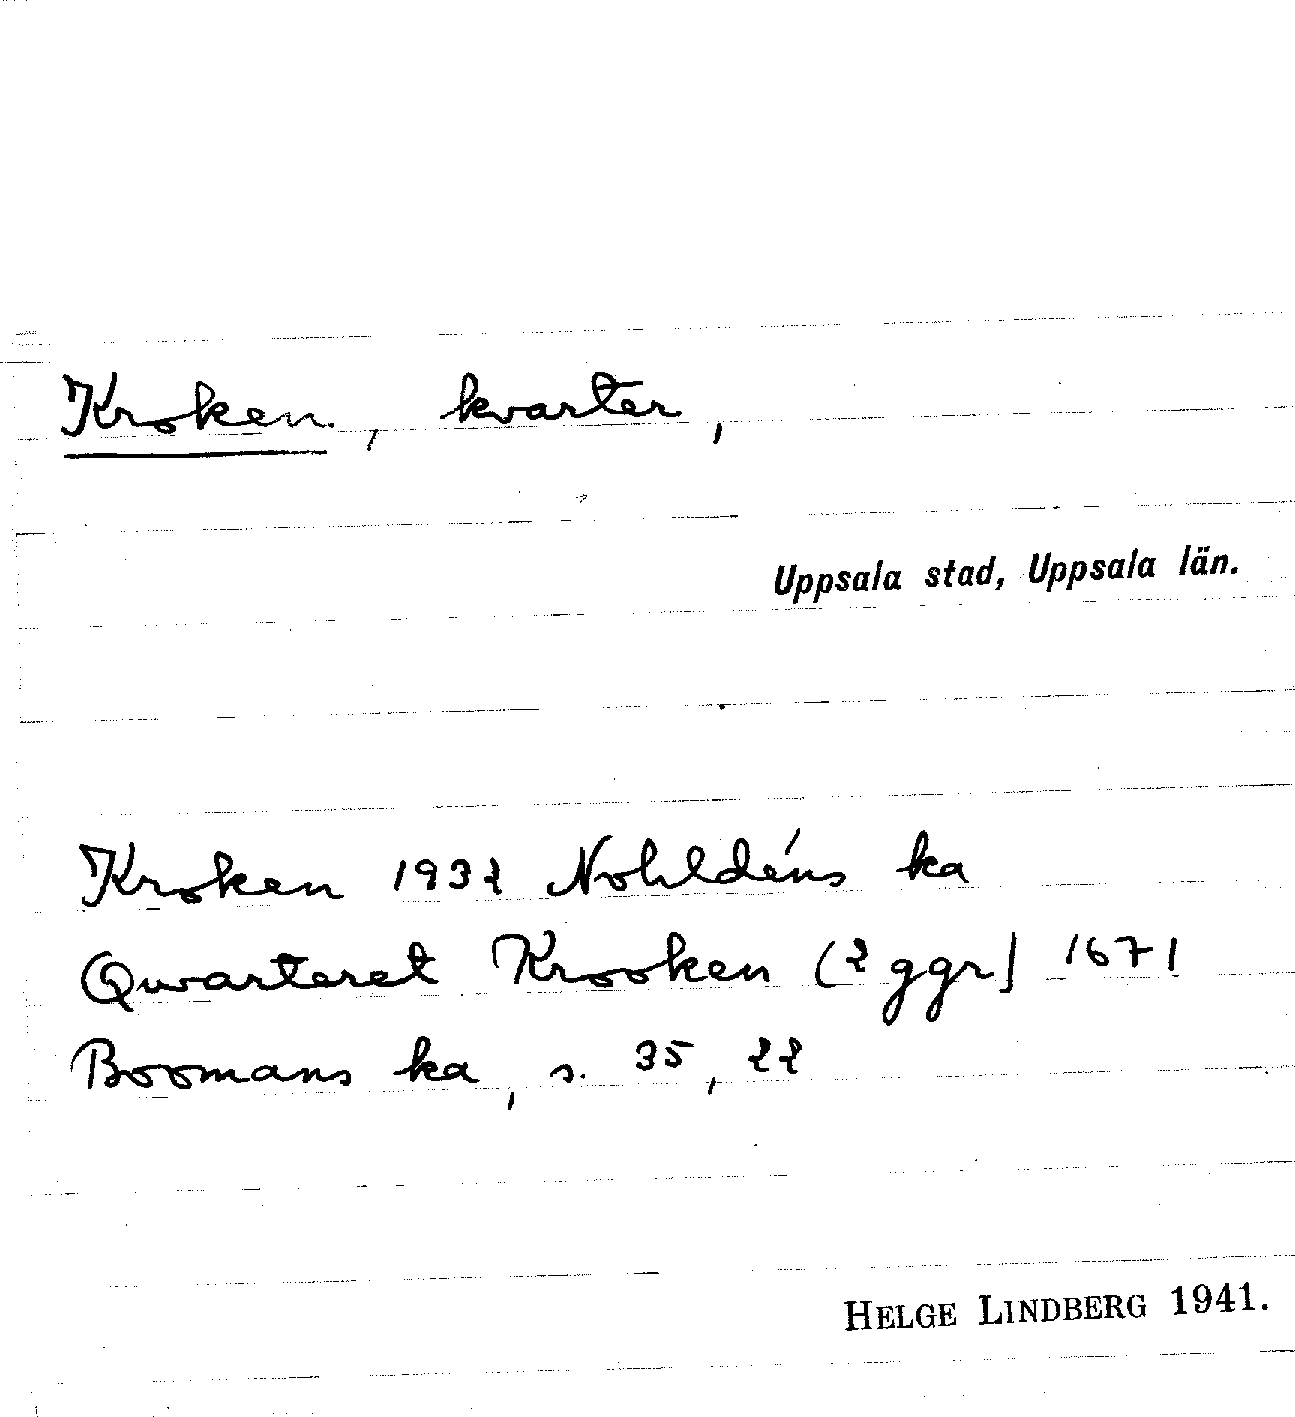 Kroken, kvarter,
Uppsala stad, Uppsala län.
Kroken 1932 Nohldéns ka
Qwarteret Krooken (2 ggr) 1671
Boomans ka, s. 35, 22
HELGE LINDBERG 1941.